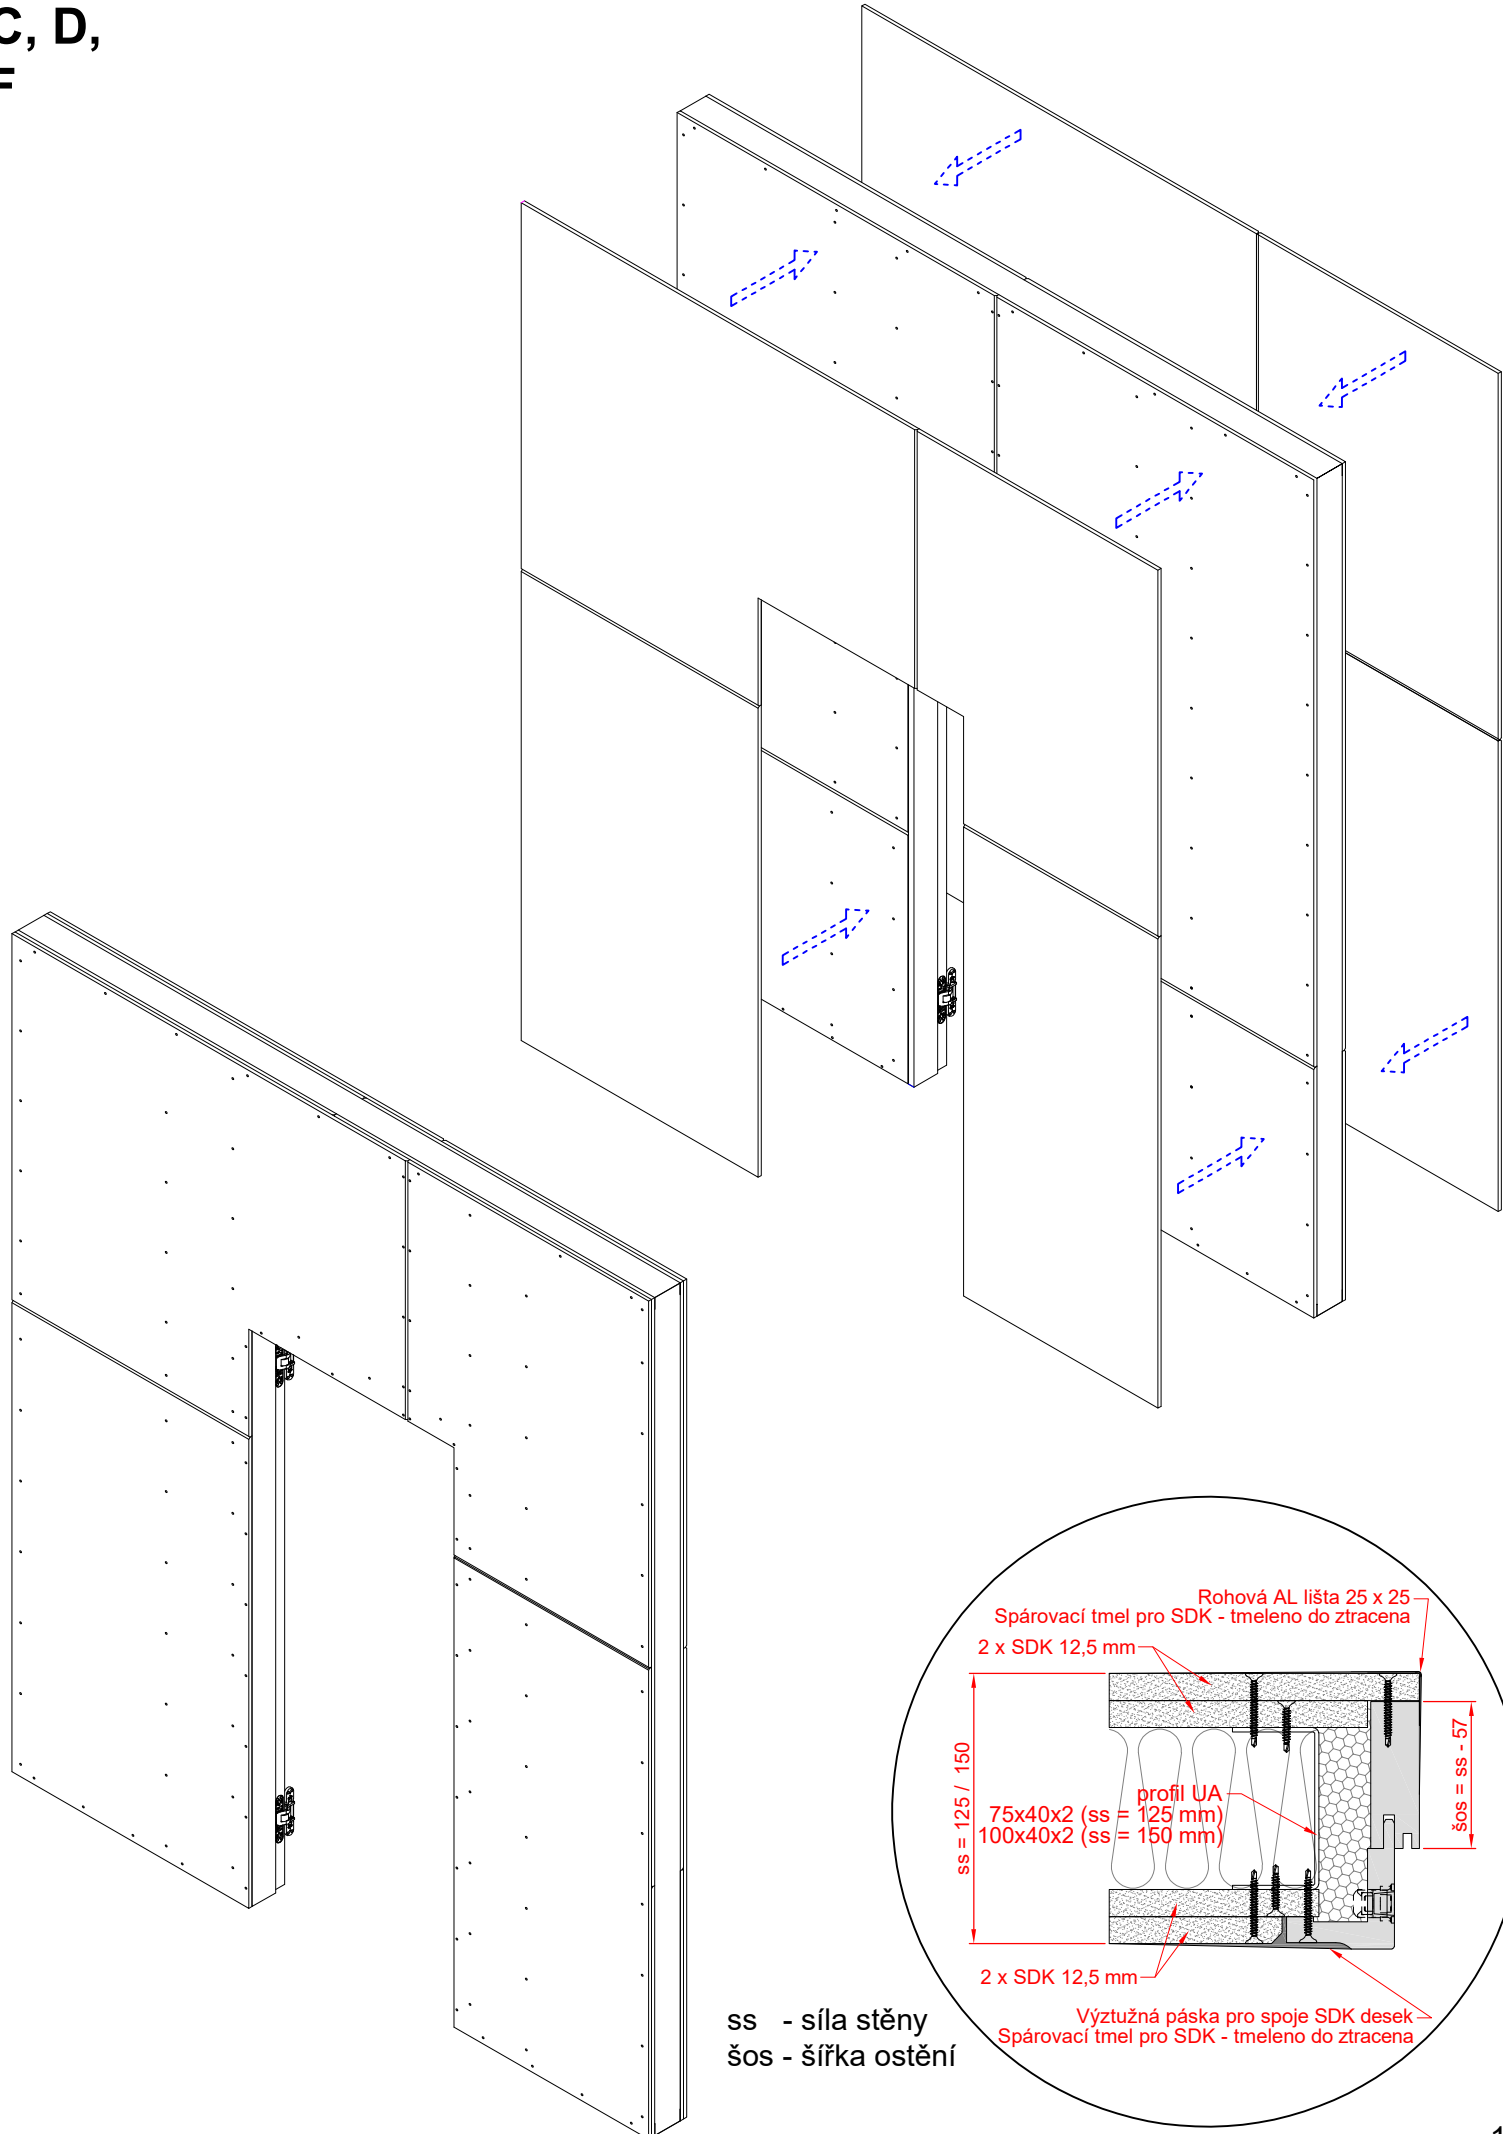 C, D,
F
Rohová AL lišta 25 x 25
Spárovací tmel pro SDK - tmeleno do ztracena
2 x SDK 12,5 mm
ss = 125 / 150
profil UA
75x40x2 (ss = 125 mm)
100x40x2 (ss = 150 mm)
šos = ss - 57
2 x SDK 12,5 mm
Výztužná páska pro spoje SDK desek
Spárovací tmel pro SDK - tmeleno do ztracena
ss - síla stěny
šos - šířka ostění